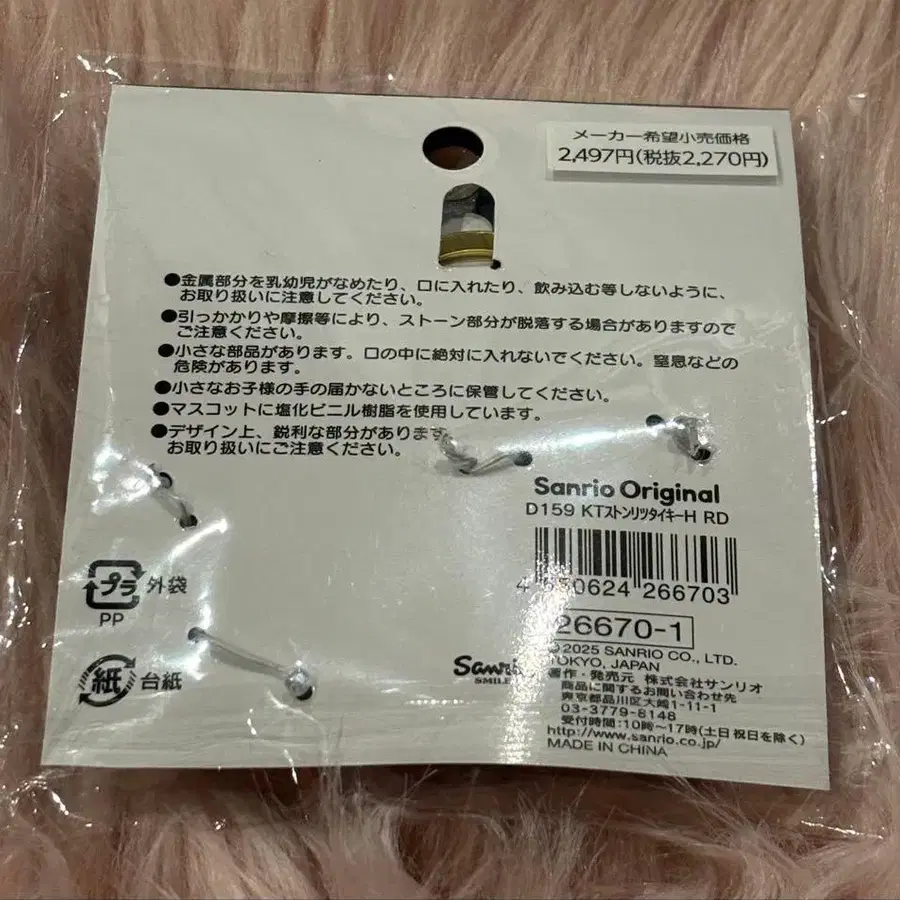 メーカー希望小売価格
2,497円(税抜2,270円)
●金属部分を乳幼児がなめたり、口に入れたり、飲み込む等しないように、
お取り扱いに注意してください。
●引っかかりや摩擦等により、ストーン部分が脱落する場合がありますので
ご注意ください。
●小さな部品があります。口の中に絶対に入れないでください。窒息などの
危険があります。
●小さなお子様の手の届かないところに保管してください。
●マスコットに塩化ビニル樹脂を使用しています。
●デザイン上、鋭利な部分があります
お取り扱いにご注意ください。
Sanrio Original
D159 KTストンリツタイキーH RD
4 550624 266703
26670-1
プラ 外袋
PP
紙 台紙
Sanrio
SMILE
©2025 SANRIO CO., LTD.
TOKYO, JAPAN
著作・発売元 株式会社サンリオ
商品に関するお問い合わせ先
東京都品川区大崎1-11-1
03-3779-8148
受付時間:10時〜17時(土日祝日を除く)
http://www.sanrio.co.jp/
MADE IN CHINA